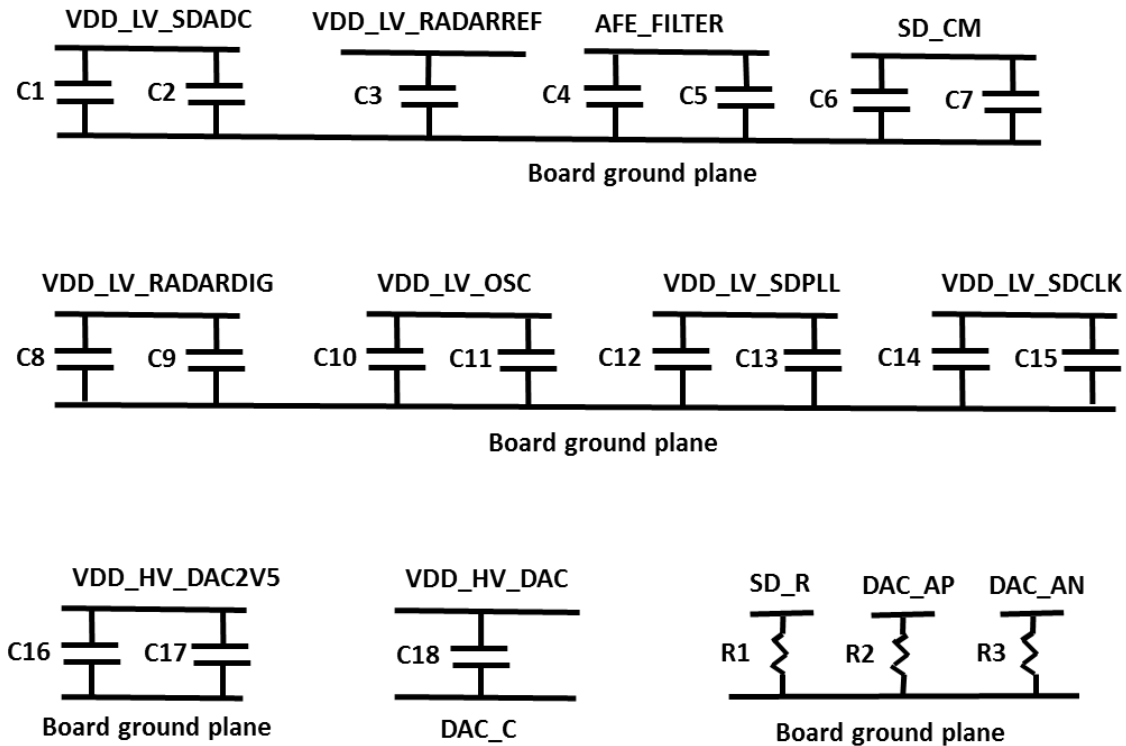 VDD_LV_SDADC VDD_LV_RADARREF AFE_FILTER SD_CM
C1 C2 C3 C4 C5 C6 C7
Board ground plane
VDD_LV_RADARDIG VDD_LV_OSC VDD_LV_SDPLL VDD_LV_SDCLK
C8 C9 C10 C11 C12 C13 C14 C15
Board ground plane
VDD_HV_DAC2V5 VDD_HV_DAC SD_R DAC_AP DAC_AN
C16 C17 C18 R1 R2 R3
Board ground plane DAC_C Board ground plane